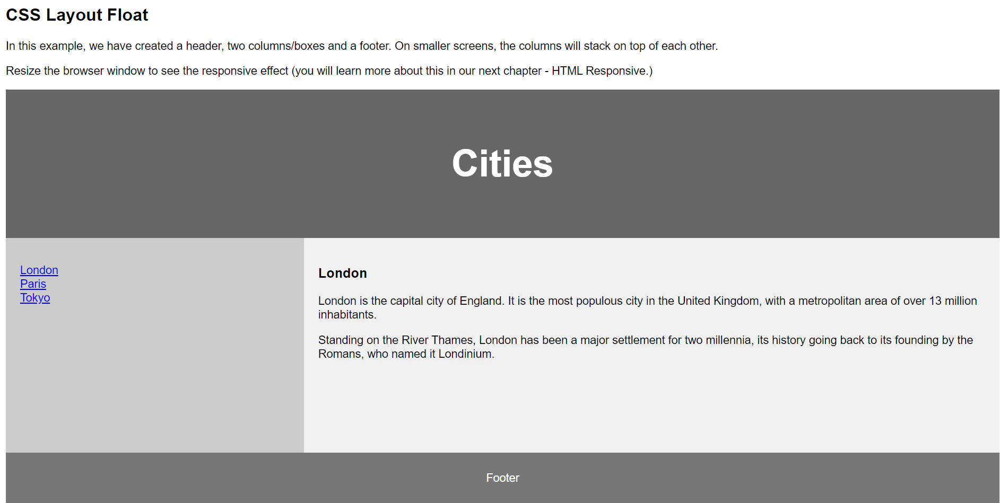 CSS Layout Float
In this example, we have created a header, two columns/boxes and a footer. On smaller screens, the columns will stack on top of each other.
Resize the browser window to see the responsive effect (you will learn more about this in our next chapter - HTML Responsive.)
Cities
London
Paris
Tokyo
London
London is the capital city of England. It is the most populous city in the United Kingdom, with a metropolitan area of over 13 million
inhabitants.
Standing on the River Thames, London has been a major settlement for two millennia, its history going back to its founding by the
Romans, who named it Londinium.
Footer